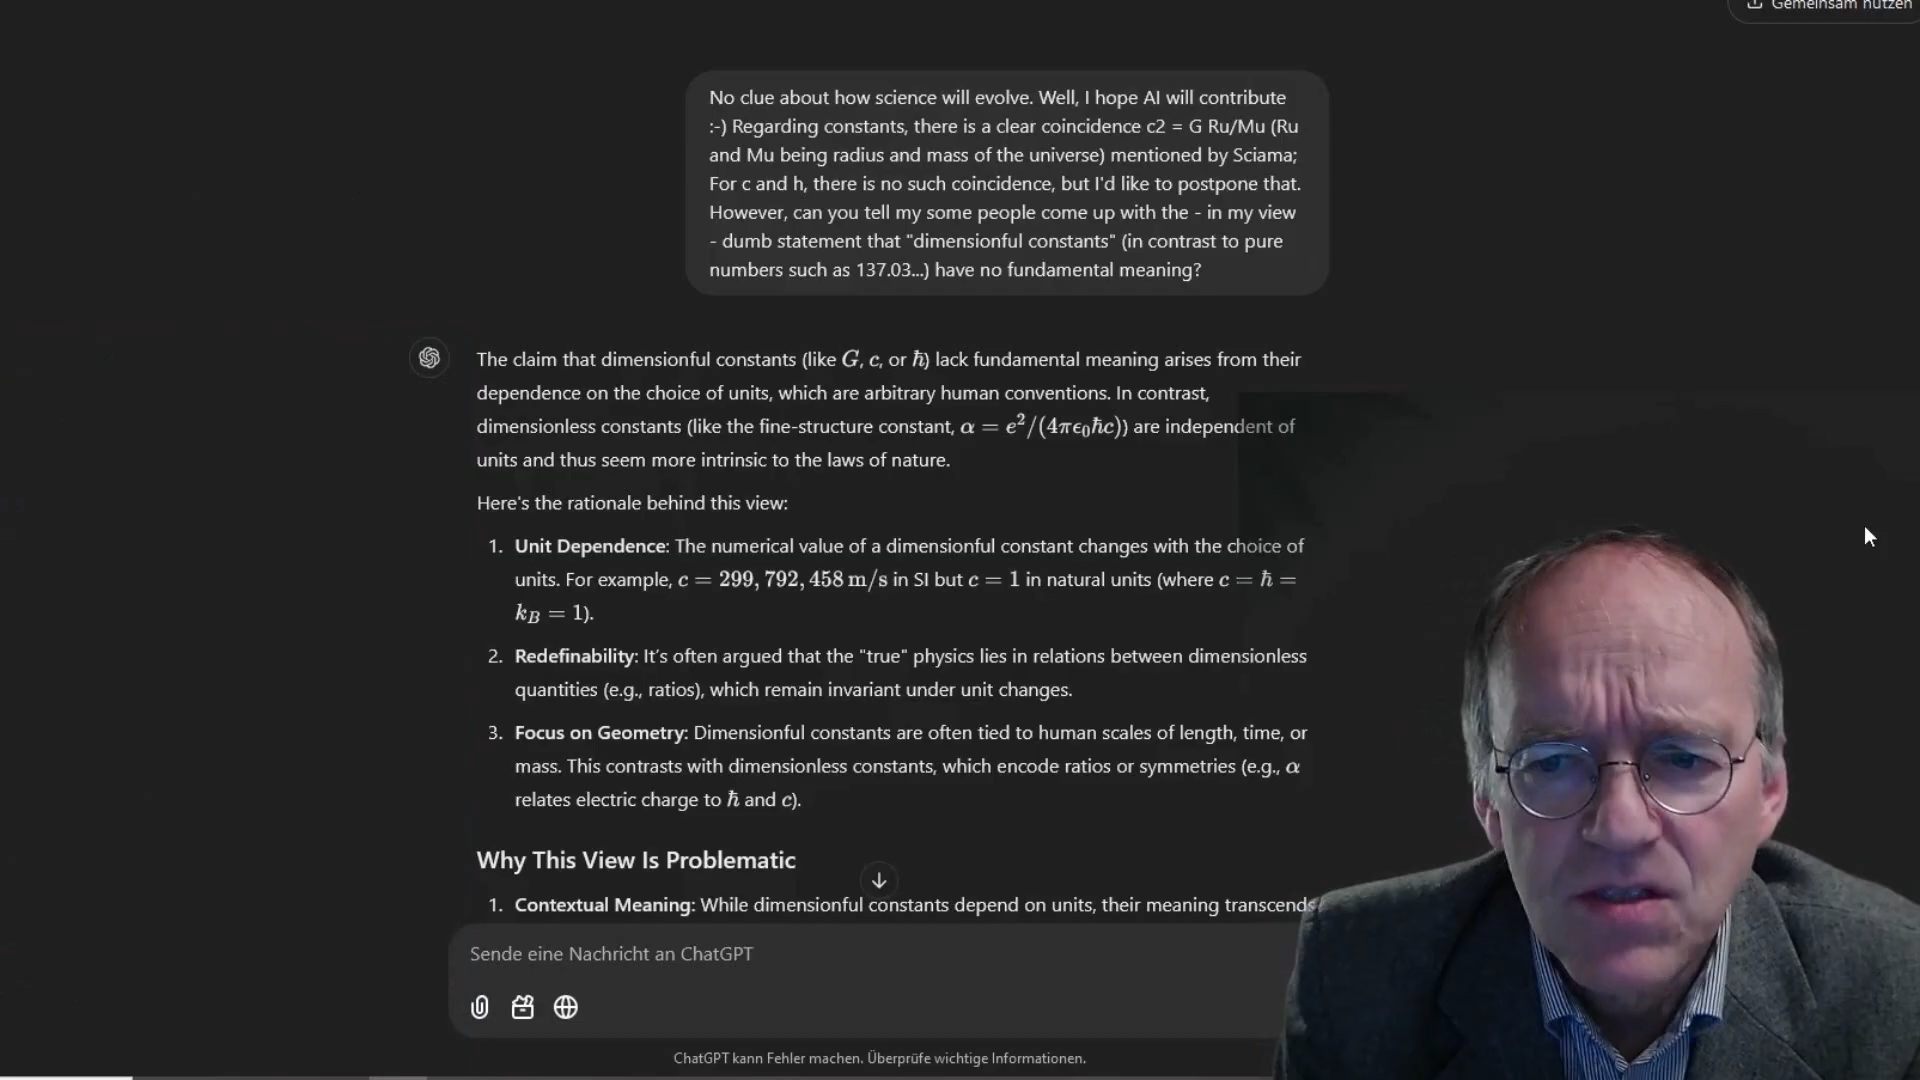 Gemeinsam nutzen
No clue about how science will evolve. Well, I hope AI will contribute
:-) Regarding constants, there is a clear coincidence c2 = G Ru/Mu (Ru
and Mu being radius and mass of the universe) mentioned by Sciama;
For c and h, there is no such coincidence, but I'd like to postpone that.
However, can you tell my some people come up with the - in my view
- dumb statement that "dimensionful constants" (in contrast to pure
numbers such as 137.03...) have no fundamental meaning?
The claim that dimensionful constants (like G, c, or ħ) lack fundamental meaning arises from their
dependence on the choice of units, which are arbitrary human conventions. In contrast,
dimensionless constants (like the fine-structure constant, α = e²/(4πϵ₀ħc)) are independent of
units and thus seem more intrinsic to the laws of nature.
Here's the rationale behind this view:
1. Unit Dependence: The numerical value of a dimensionful constant changes with the choice of
units. For example, c = 299,792,458 m/s in SI but c = 1 in natural units (where c = ħ =
k_B = 1).
2. Redefinability: It's often argued that the "true" physics lies in relations between dimensionless
quantities (e.g., ratios), which remain invariant under unit changes.
3. Focus on Geometry: Dimensionful constants are often tied to human scales of length, time, or
mass. This contrasts with dimensionless constants, which encode ratios or symmetries (e.g., α
relates electric charge to ħ and c).
Why This View Is Problematic
1. Contextual Meaning: While dimensionful constants depend on units, their meaning transcends
Sende eine Nachricht an ChatGPT
ChatGPT kann Fehler machen. Überprüfe wichtige Informationen.